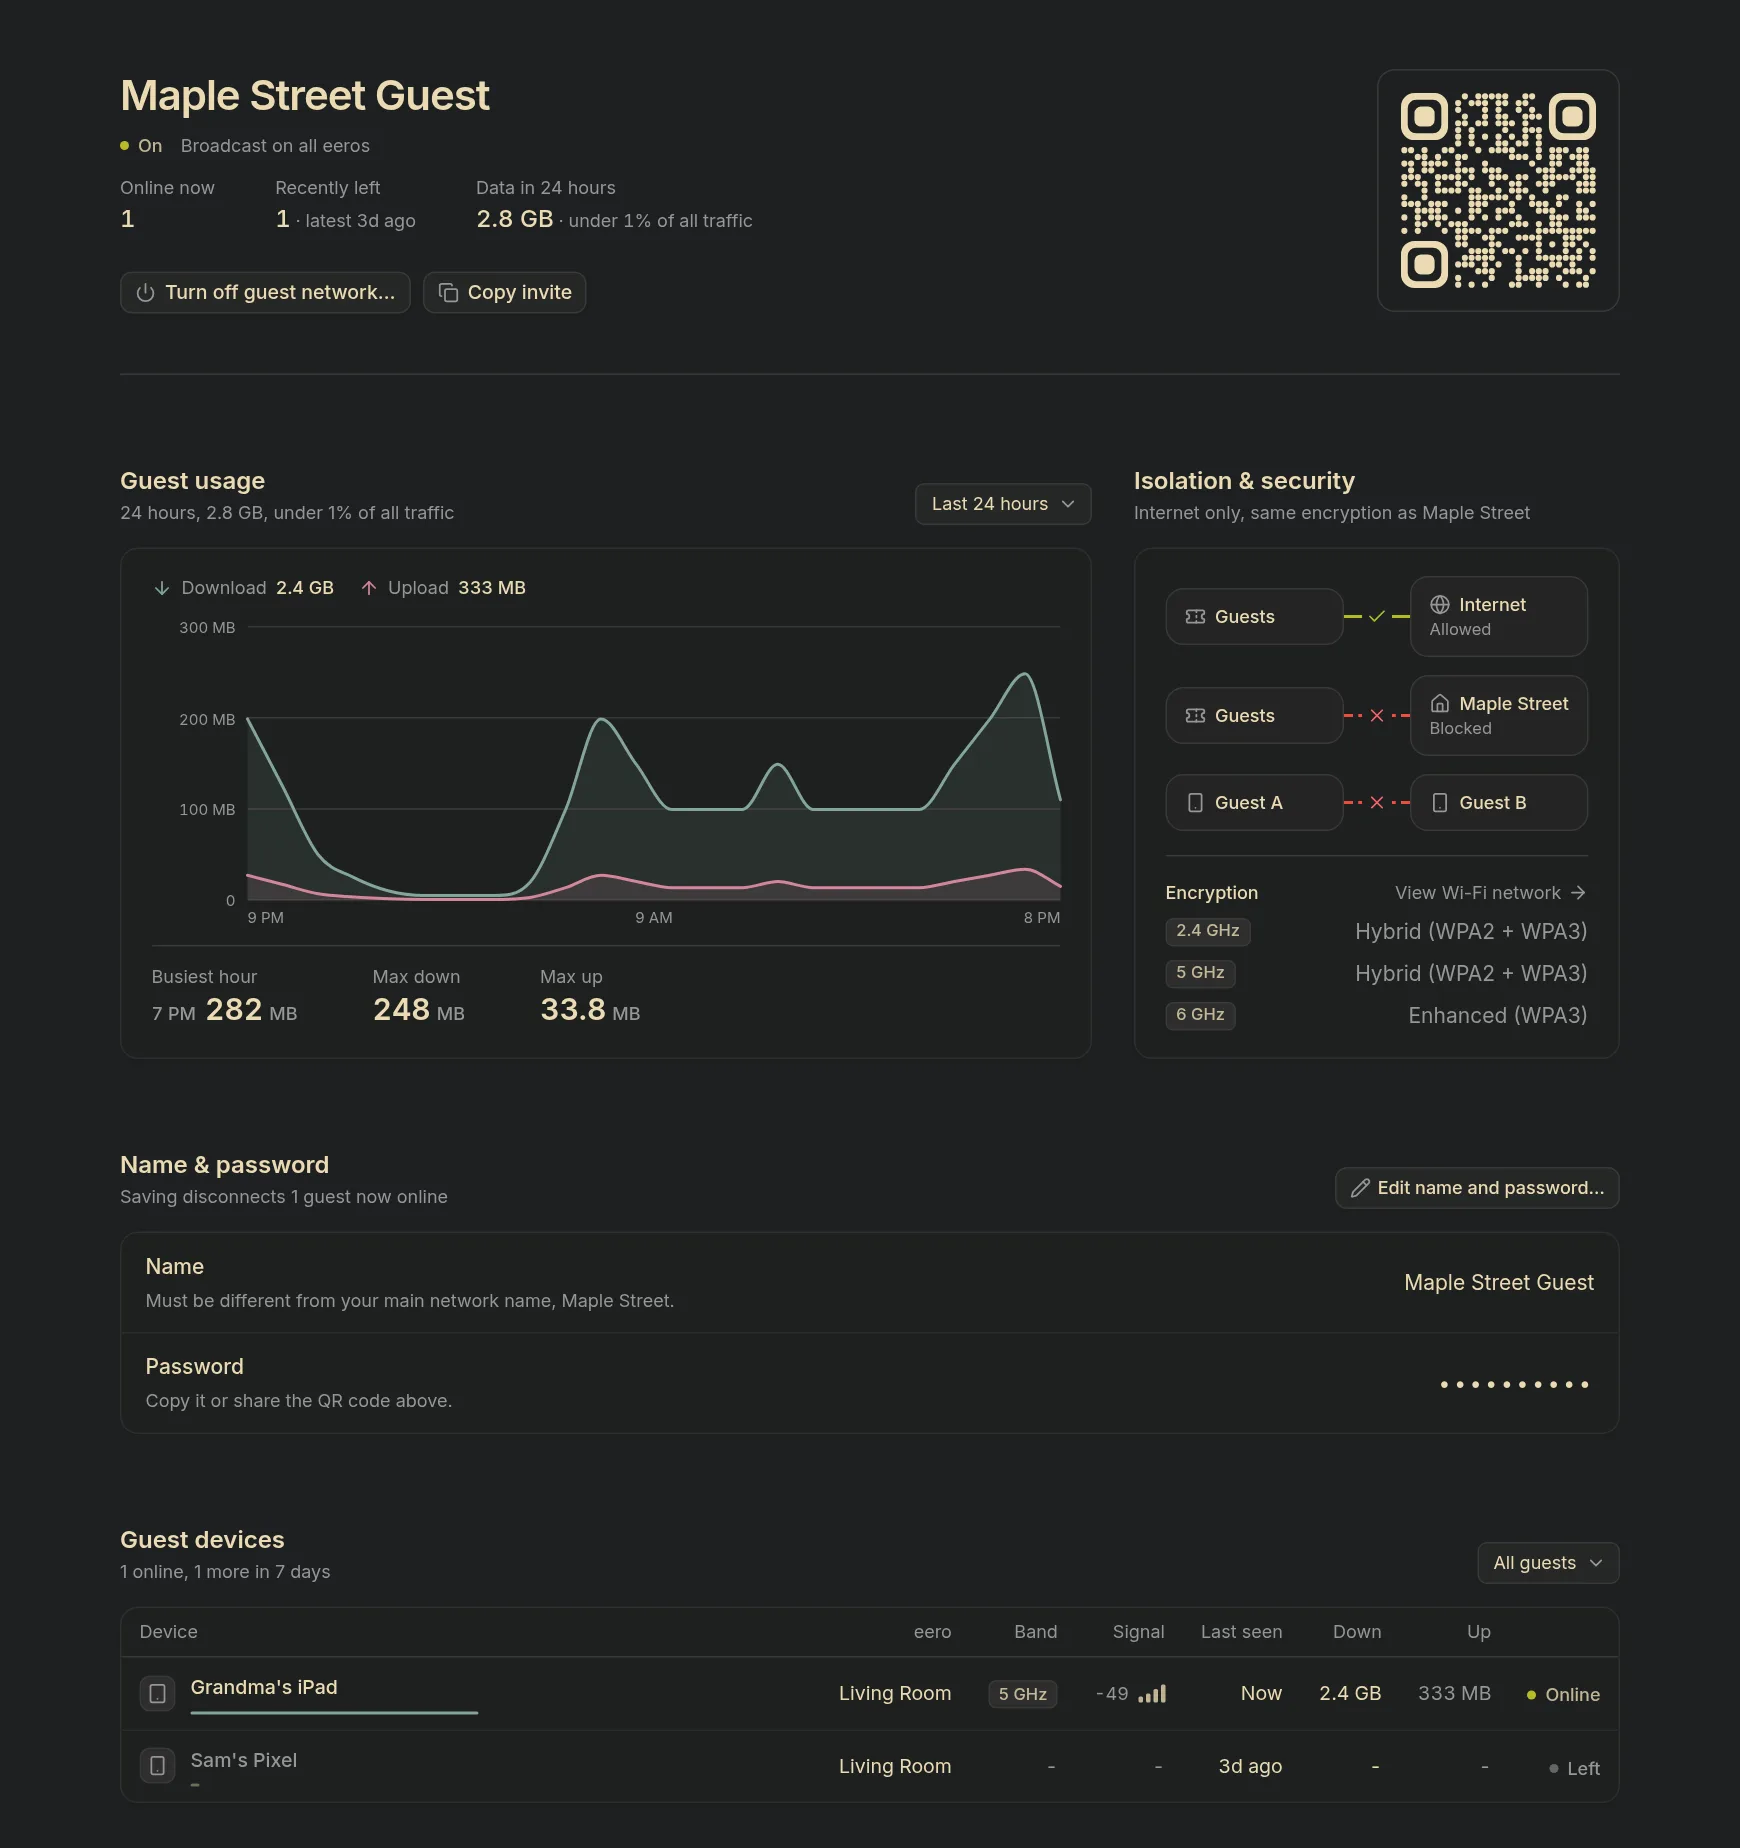 Maple Street Guest
On Broadcast on all eeros
Online now
1
Recently left
1 · latest 3d ago
Data in 24 hours
2.8 GB · under 1% of all traffic
Turn off guest network...
Copy invite
Guest usage
24 hours, 2.8 GB, under 1% of all traffic
Last 24 hours
Download 2.4 GB Upload 333 MB
300 MB
200 MB
100 MB
0
9 PM 9 AM 8 PM
Busiest hour
7 PM 282 MB
Max down
248 MB
Max up
33.8 MB
Isolation & security
Internet only, same encryption as Maple Street
Guests
Internet
Allowed
Guests
Maple Street
Blocked
Guest A
Guest B
Encryption
View Wi-Fi network
2.4 GHz Hybrid (WPA2 + WPA3)
5 GHz Hybrid (WPA2 + WPA3)
6 GHz Enhanced (WPA3)
Name & password
Saving disconnects 1 guest now online
Edit name and password...
Name
Must be different from your main network name, Maple Street.
Maple Street Guest
Password
Copy it or share the QR code above.
••••••••••
Guest devices
1 online, 1 more in 7 days
All guests
Device eero Band Signal Last seen Down Up
Grandma's iPad Living Room 5 GHz -49 Now 2.4 GB 333 MB Online
Sam's Pixel Living Room - - 3d ago - - Left